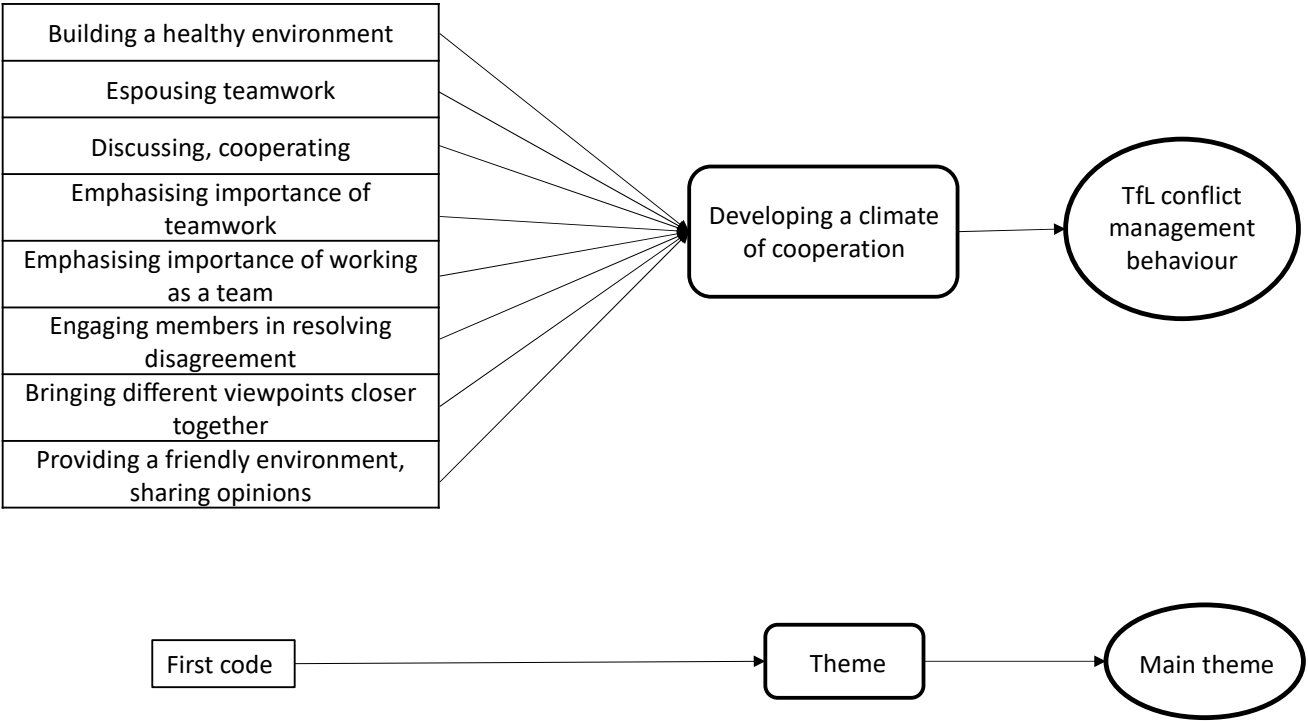 Building a healthy environment
Espousing teamwork
Discussing, cooperating
Emphasising importance of
teamwork
Emphasising importance of working
as a team
Engaging members in resolving
disagreement
Bringing different viewpoints closer
together
Providing a friendly environment,
sharing opinions
Developing a climate
of cooperation
TfL conflict
management
behaviour
First code
Theme
Main theme